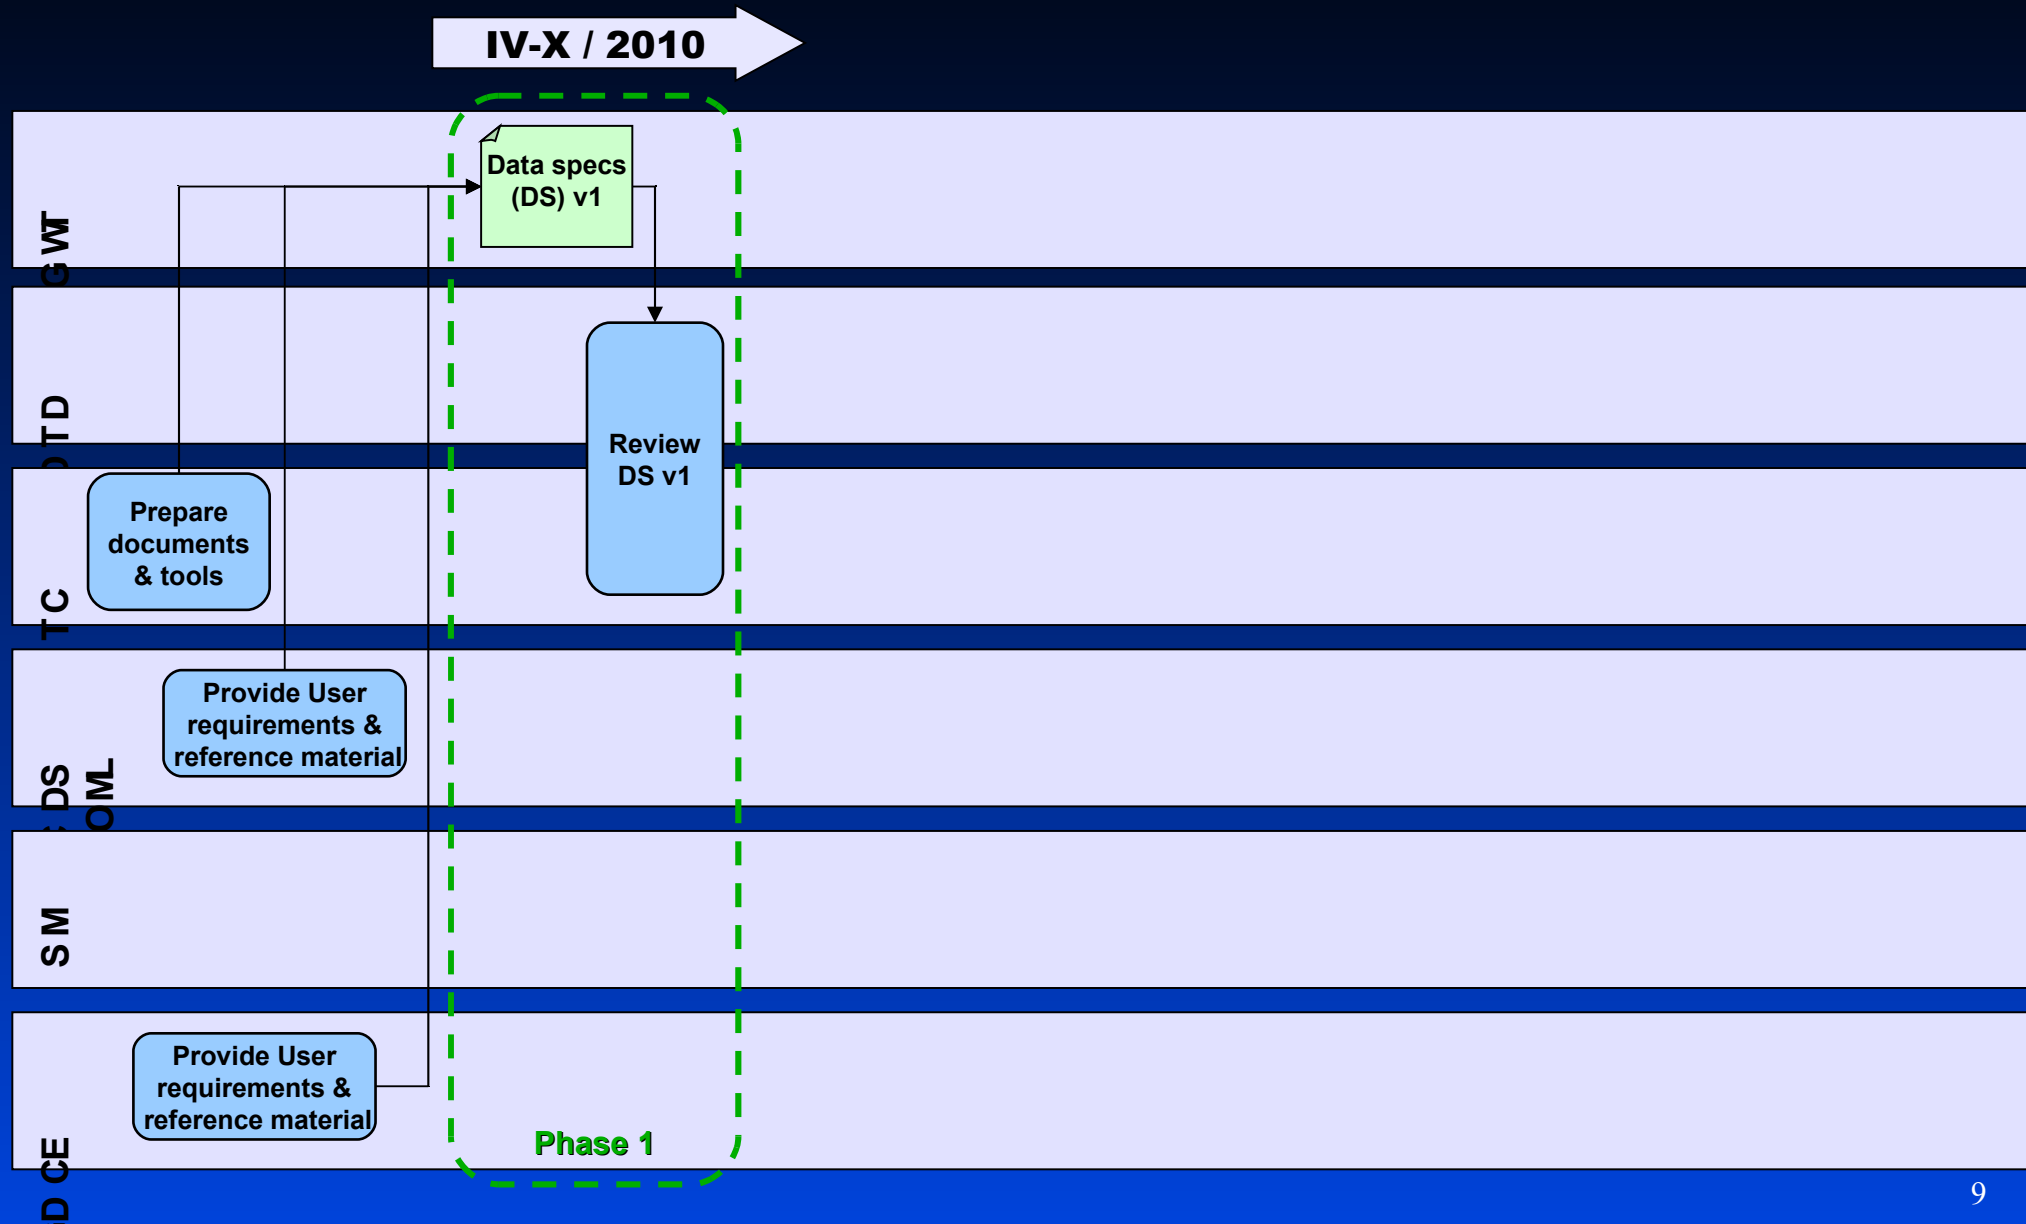 IV-X / 2010
Data specs
(DS) v1
Review
DS v1
Prepare
documents
& tools
T C
Provide User
requirements &
reference material
DS
S M
Provide User
requirements &
reference material
Phase 1
9